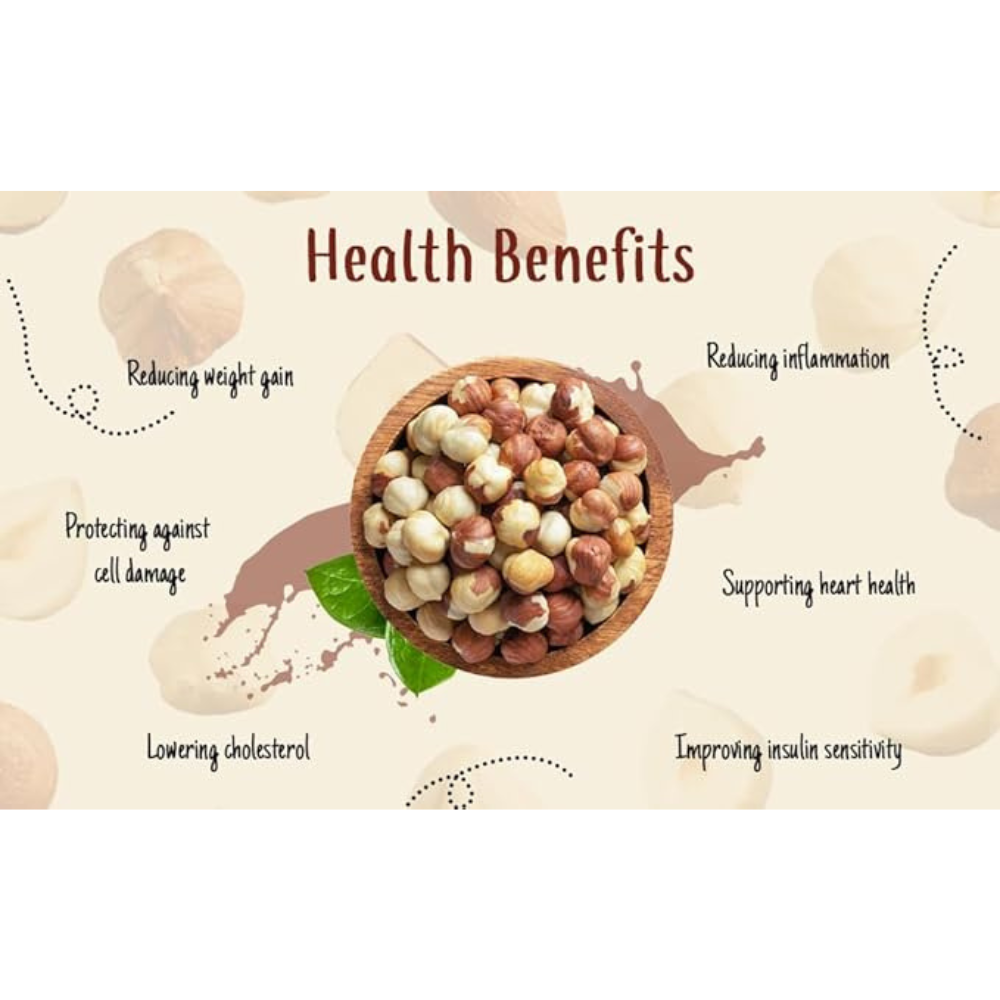 Health Benefits
Reducing weight gain
Reducing inflammation
Protecting against
cell damage
Supporting heart health
Lowering cholesterol
Improving insulin sensitivity